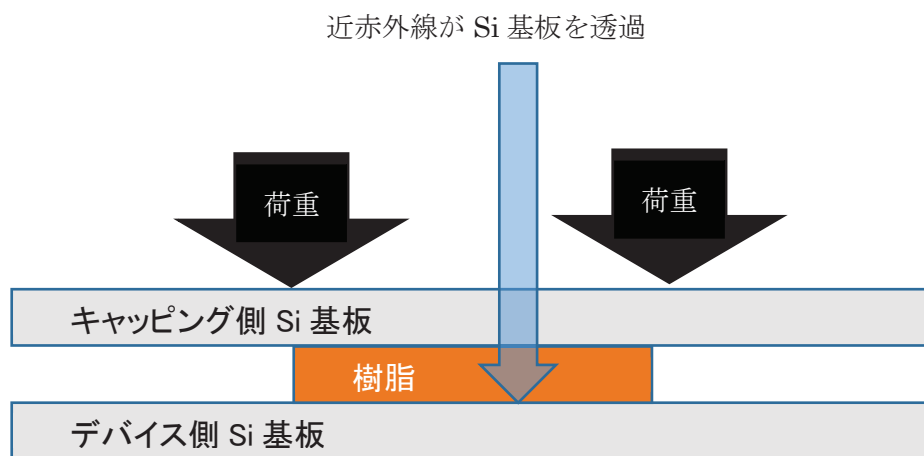 近赤外線が Si 基板を透過
荷重
荷重
キャッピング側 Si 基板
樹脂
デバイス側 Si 基板